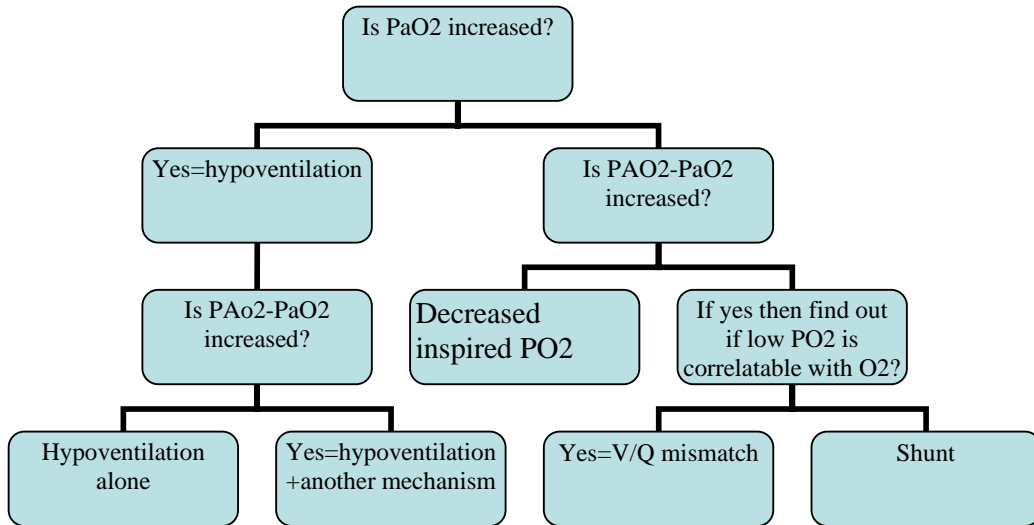 Is PaO2 increased?
Yes=hypoventilation
Is PAO2-PaO2
increased?
Is PAo2-PaO2
increased?
Decreased
inspired PO2
If yes then find out
if low PO2 is
correlatable with O2?
Hypoventilation
alone
Yes=hypoventilation
+another mechanism
Yes=V/Q mismatch
Shunt